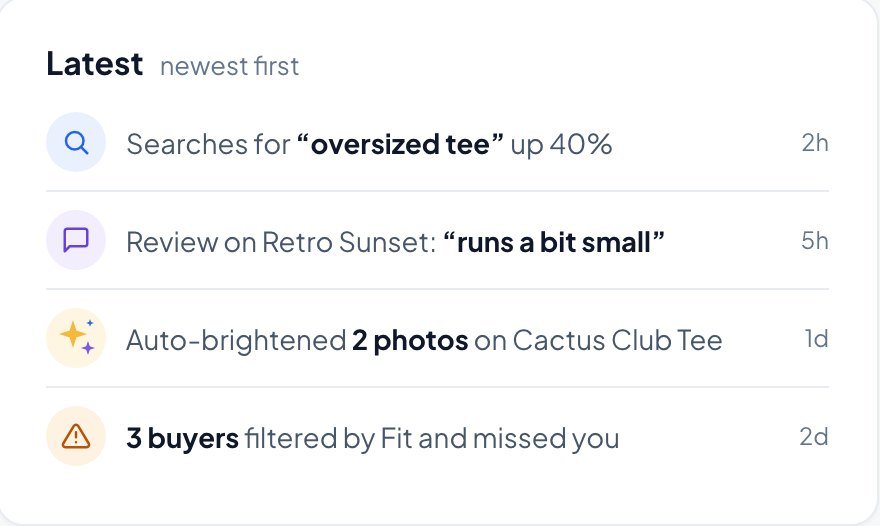 Latest newest first
Searches for “oversized tee” up 40% 2h
Review on Retro Sunset: “runs a bit small” 5h
Auto-brightened 2 photos on Cactus Club Tee 1d
3 buyers filtered by Fit and missed you 2d